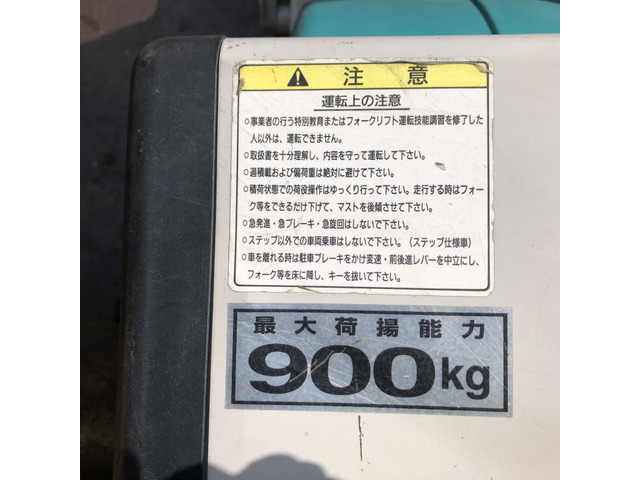 注意
運転上の注意
○事業者の行う特別教育またはフォークリフト運転技能講習を修了した
人以外は、運転できません。
○取扱書を十分理解し、内容を守って運転して下さい。
○過積載および偏荷重は絶対に避けて下さい。
○積荷状態での荷役操作はゆっくり行って下さい。走行する時はフォー
ク等をできるだけ下げて、マストを後傾させて下さい。
○急発進・急ブレーキ・急旋回はしないで下さい。
○ステップ以外での車両乗車はしないで下さい。(ステップ仕様車)
○車を離れる時は駐車ブレーキをかけ変速・前後進レバーを中立にし、
フォーク等を床に降し、キーを抜いて下さい。
最大荷揚能力
900kg